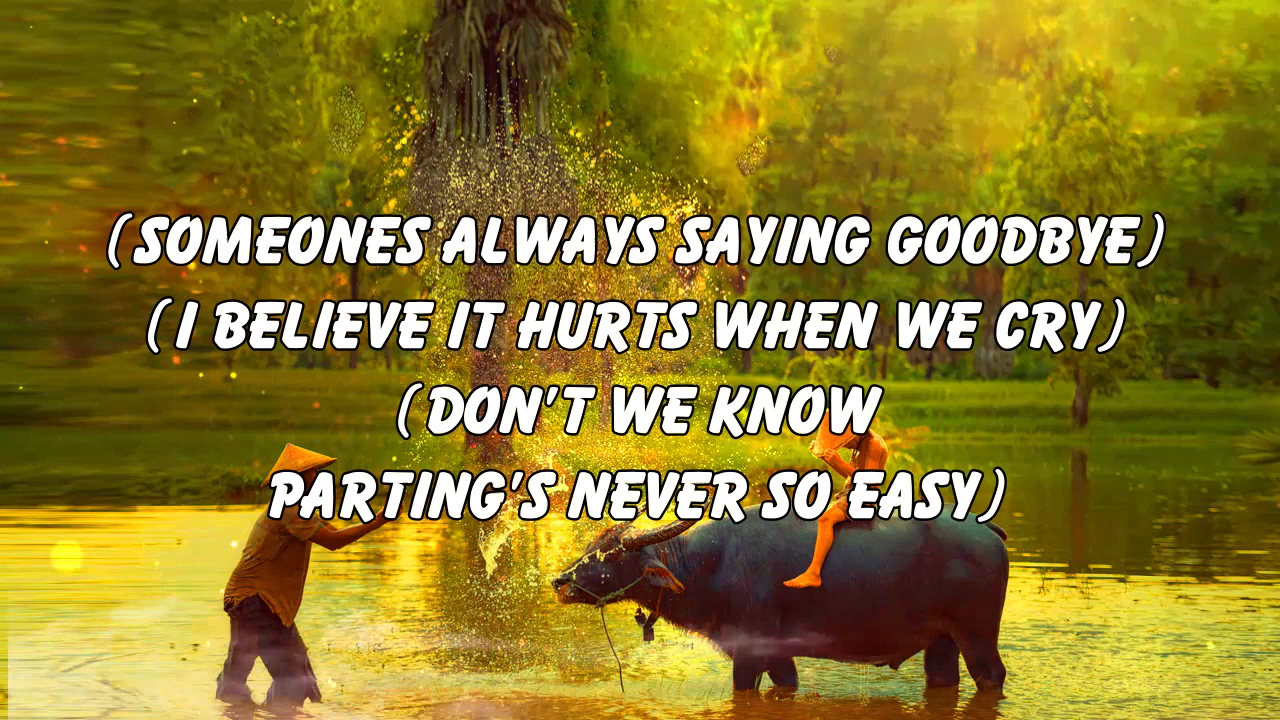 (SOMEONES ALWAYS SAYING GOODBYE)
(I BELIEVE IT HURTS WHEN WE CRY)
(DON'T WE KNOW
PARTING'S NEVER SO EASY)